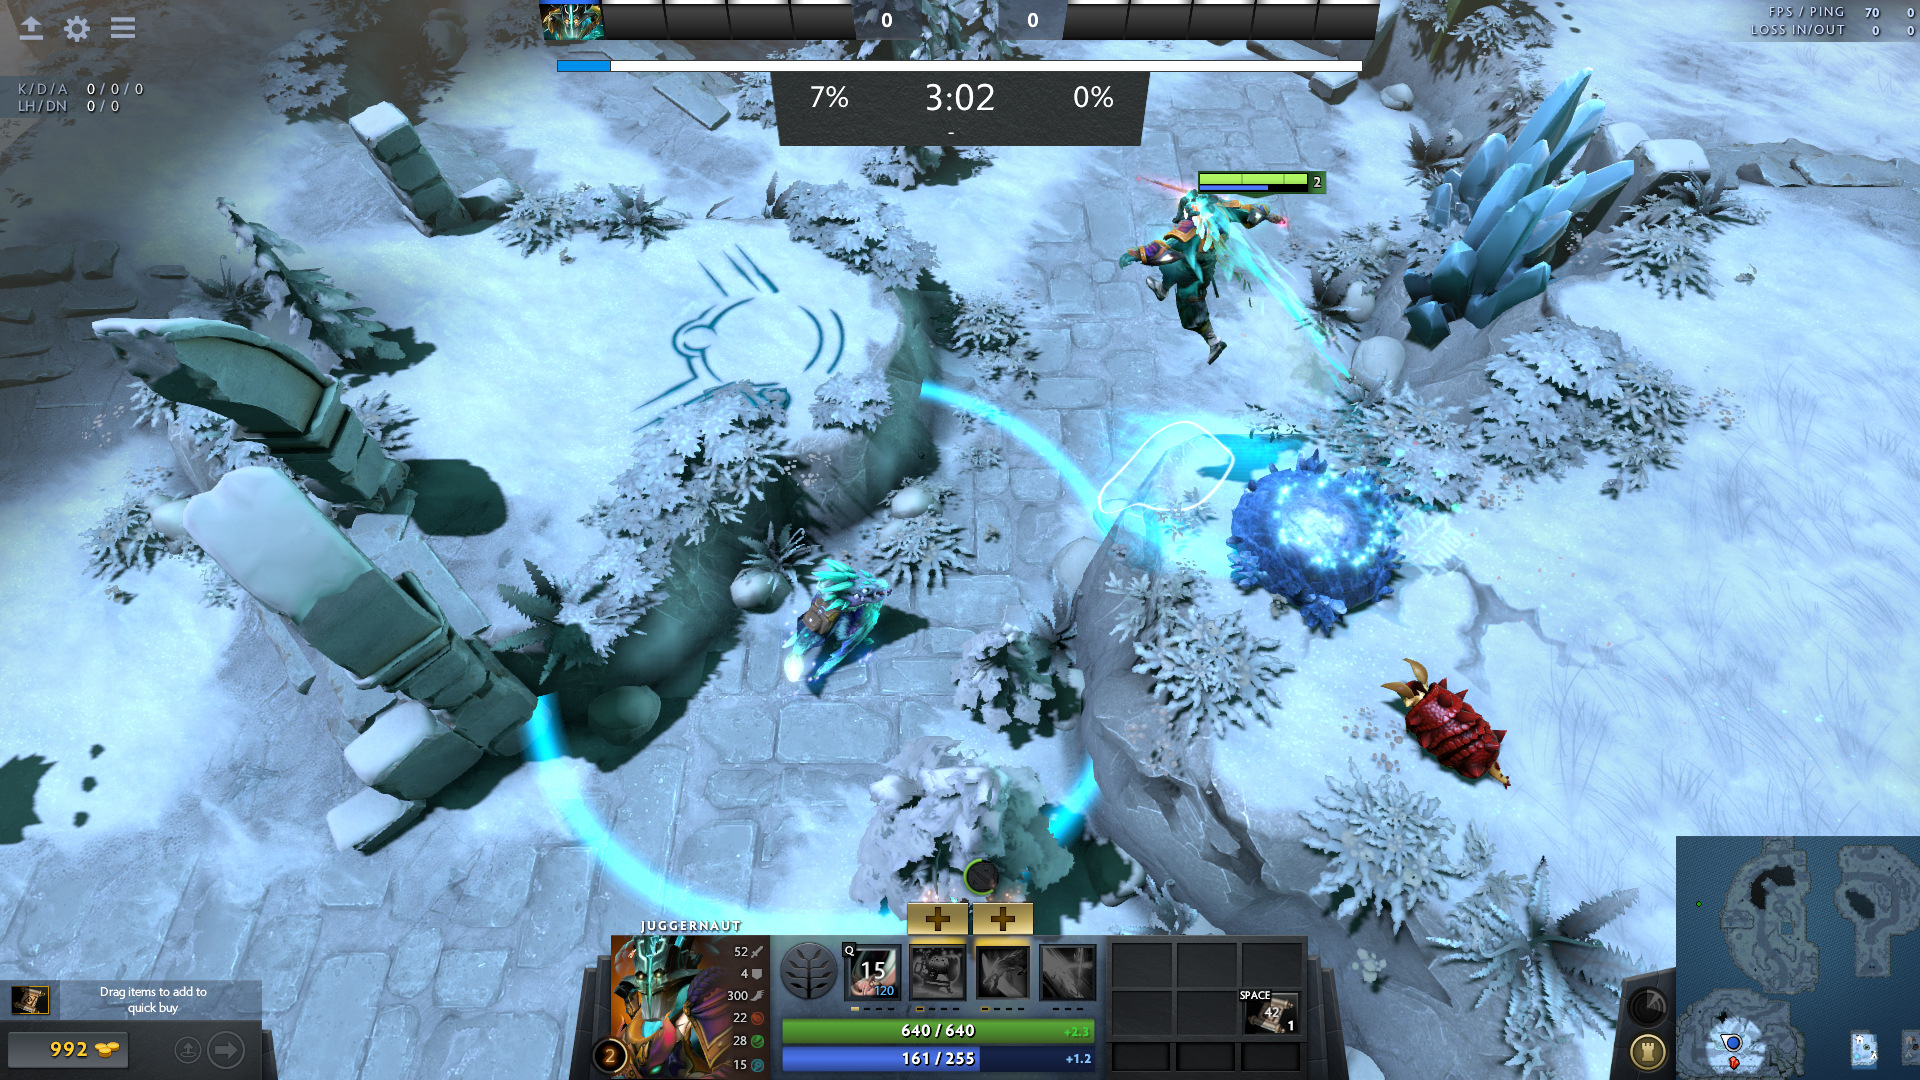 0 0
FPS / PING 70 0
LOSS IN/OUT 0 0
K/D/A 0 / 0 / 0
LH/DN 0 / 0
7% 3:02 0%
-
2
JUGGERNAUT
52
4
300
22
28
15
2
Q
15
120
640 / 640 +2.3
161 / 255 +1.2
SPACE
42
1
Drag items to add to
quick buy
992